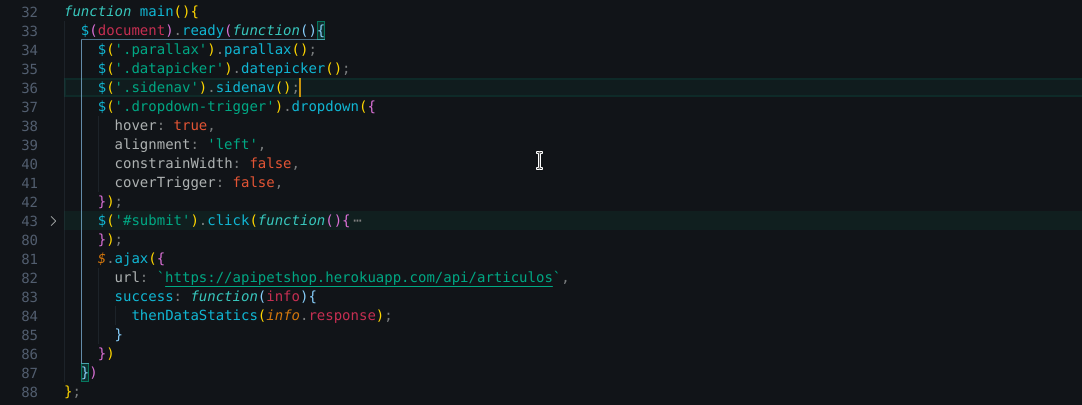 32 function main(){
33 $(document).ready(function(){
34 $('.parallax').parallax();
35 $('.datapicker').datepicker();
36 $('.sidenav').sidenav();
37 $('.dropdown-trigger').dropdown({
38 hover: true,
39 alignment: 'left',
40 constrainWidth: false,
41 coverTrigger: false,
42 });
43 $('#submit').click(function(){⋯
80 });
81 $.ajax({
82 url: `https://apipetshop.herokuapp.com/api/articulos`,
83 success: function(info){
84 thenDataStatics(info.response);
85 }
86 })
87 })
88 };